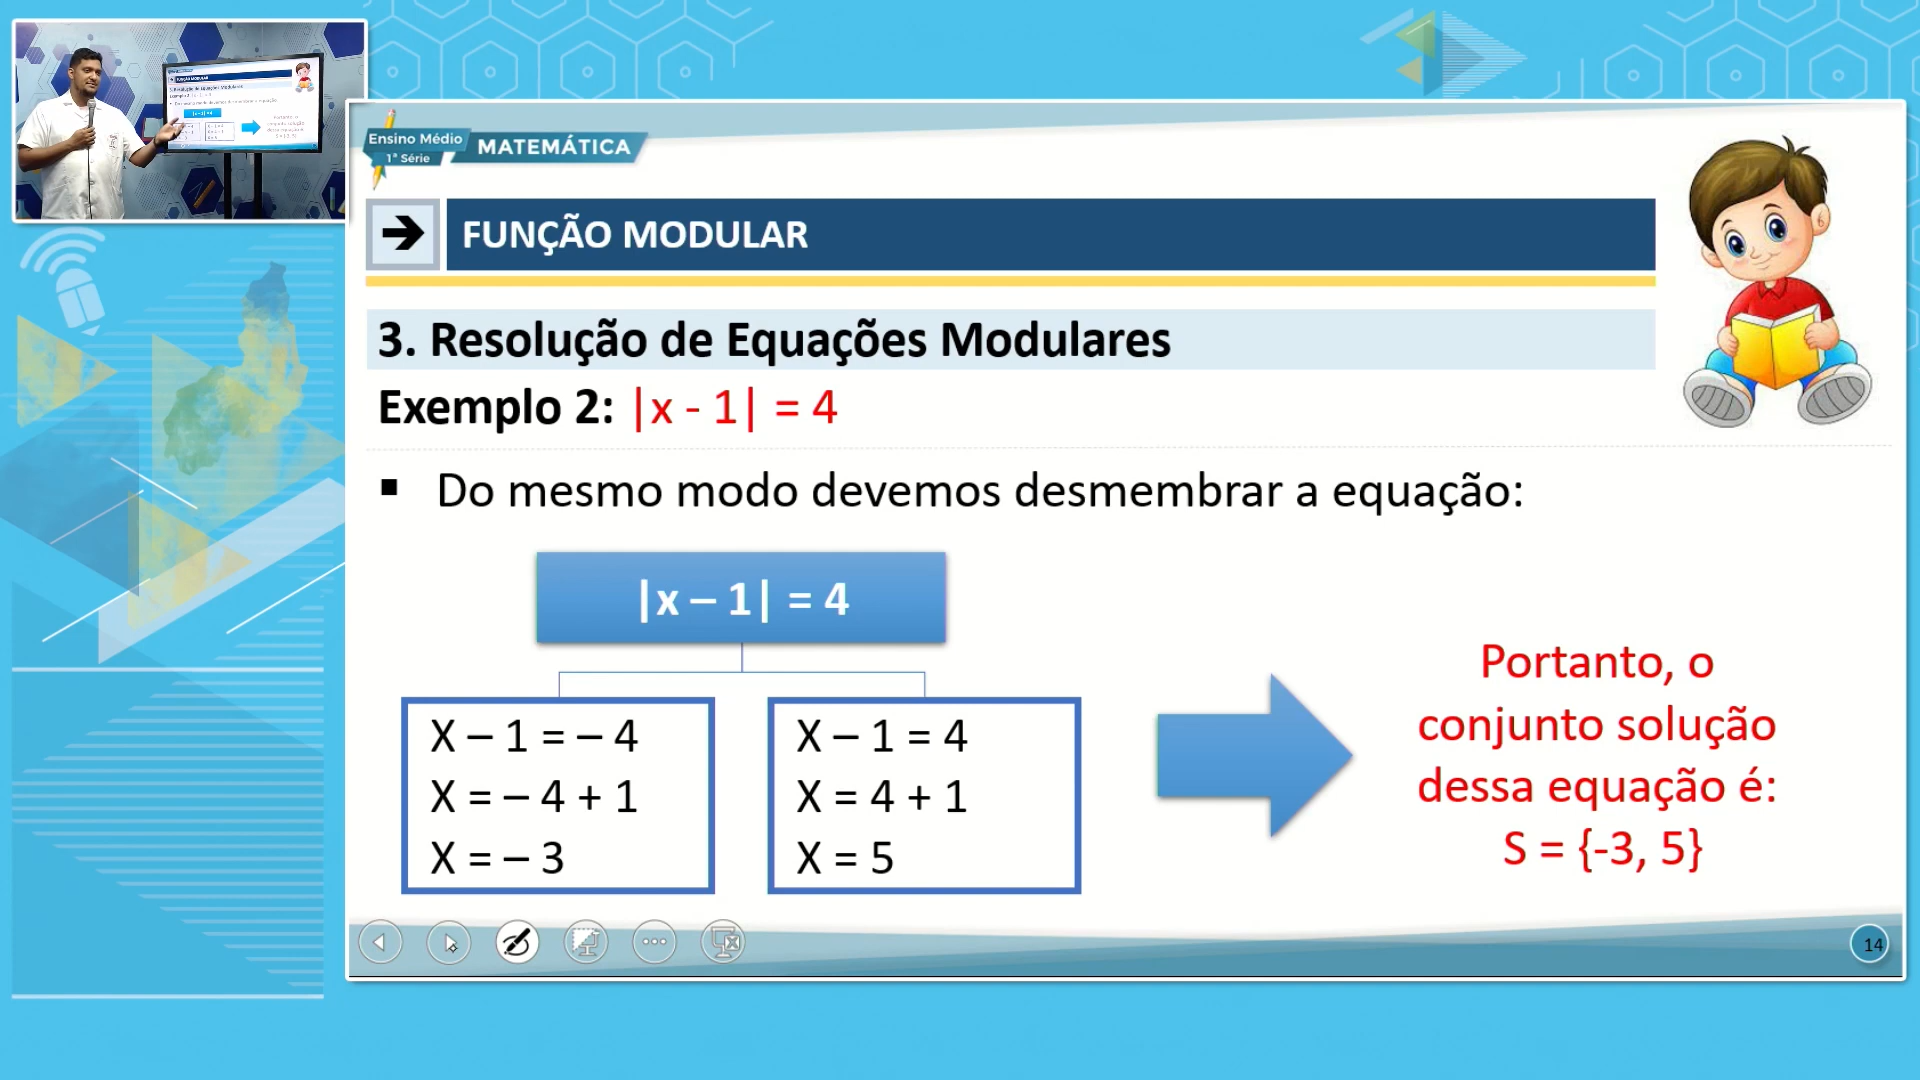 Ensino Médio
1ª Série
MATEMÁTICA
FUNÇÃO MODULAR
3. Resolução de Equações Modulares
Exemplo 2: |x - 1| = 4
▪ Do mesmo modo devemos desmembrar a equação:
|x – 1| = 4
X – 1 = – 4
X = – 4 + 1
X = – 3
X – 1 = 4
X = 4 + 1
X = 5
Portanto, o
conjunto solução
dessa equação é:
S = {-3, 5}
14